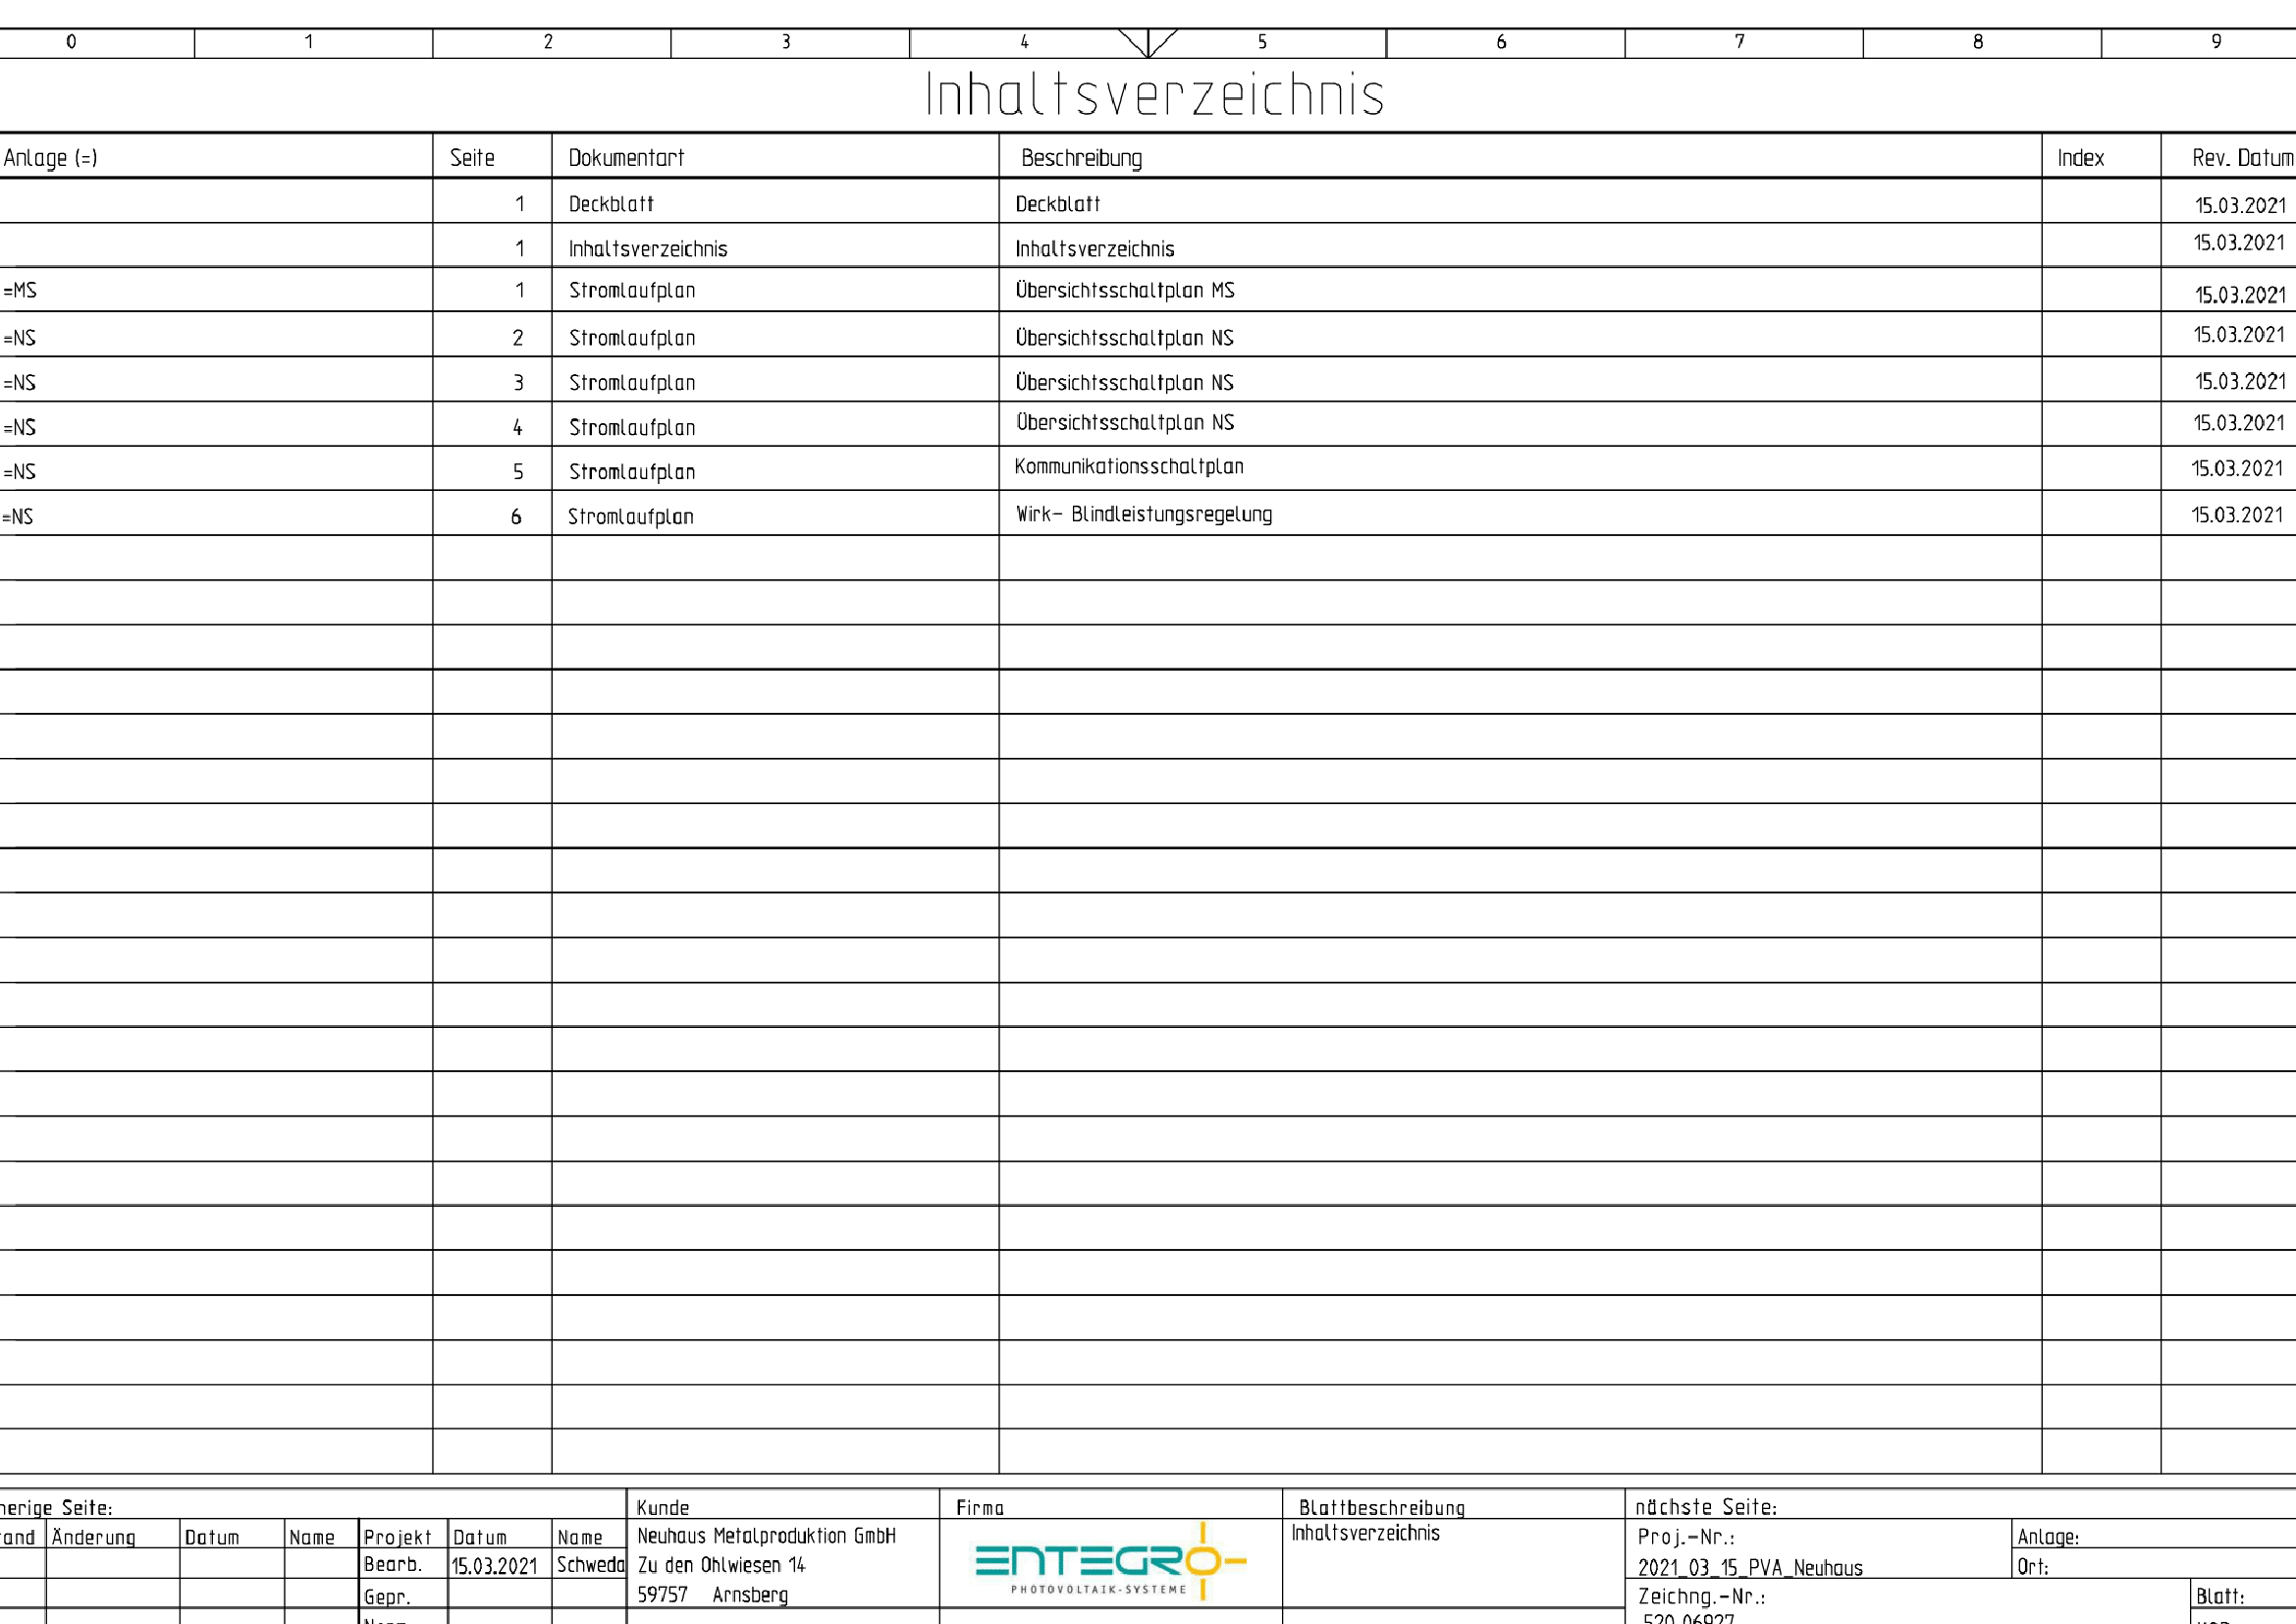 0 1 2 3 4 5 6 7 8 9
Inhaltsverzeichnis
Anlage (=) Seite Dokumentart Beschreibung Index Rev. Datum
1 Deckblatt Deckblatt 15.03.2021
1 Inhaltsverzeichnis Inhaltsverzeichnis 15.03.2021
=MS 1 Stromlaufplan Übersichtsschaltplan MS 15.03.2021
=NS 2 Stromlaufplan Übersichtsschaltplan NS 15.03.2021
=NS 3 Stromlaufplan Übersichtsschaltplan NS 15.03.2021
=NS 4 Stromlaufplan Übersichtsschaltplan NS 15.03.2021
=NS 5 Stromlaufplan Kommunikationsschaltplan 15.03.2021
=NS 6 Stromlaufplan Wirk- Blindleistungsregelung 15.03.2021
herige Seite: Kunde Firma Blattbeschreibung nächste Seite:
tand Änderung Datum Name Projekt Datum Name Neuhaus Metalproduktion GmbH Inhaltsverzeichnis Proj.-Nr.: Anlage:
Bearb. 15.03.2021 Schweda Zu den Ohlwiesen 14 ENTEGRO 2021_03_15_PVA_Neuhaus Ort:
Gepr. 59757 Arnsberg PHOTOVOLTAIK-SYSTEME Zeichng.-Nr.: Blatt:
520.06927